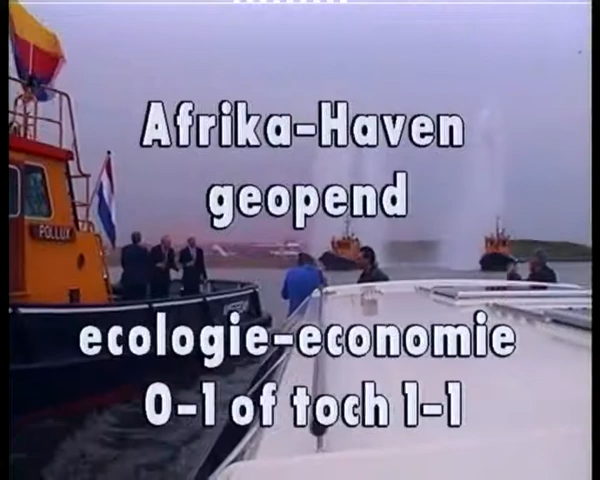 Afrika-Haven
geopend
POLLUX
ecologie-economie
0-1 of toch 1-1